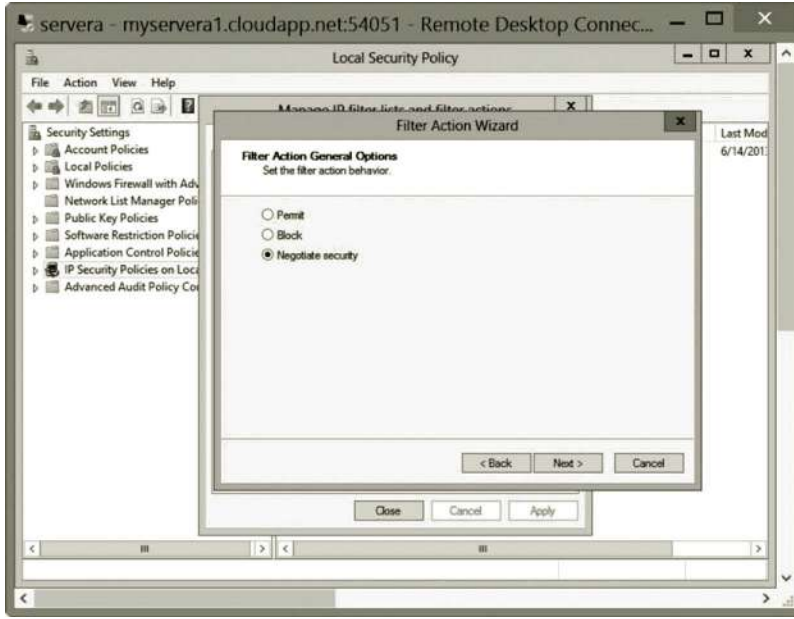 servera - myservera1.cloudapp.net:54051 - Remote Desktop Connec...
Local Security Policy
File Action View Help
Manage IP filter lists and filter actions
Filter Action Wizard
Security Settings
Account Policies
Local Policies
Windows Firewall with Adv
Network List Manager Poli
Public Key Policies
Software Restriction Policie
Application Control Policie
IP Security Policies on Loca
Advanced Audit Policy Co
Last Mod
6/14/201
Filter Action General Options
Set the filter action behavior.
Permit
Block
Negotiate security
< Back Next > Cancel
Close Cancel Apply